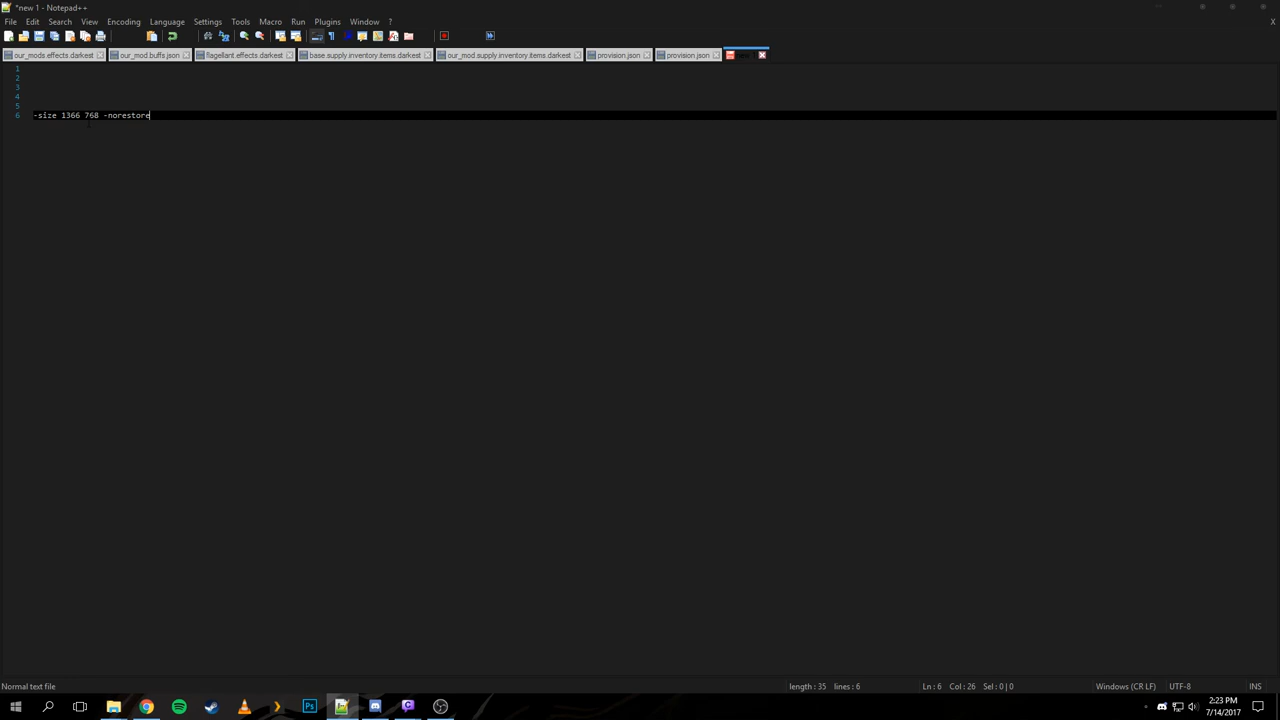 *new 1 - Notepad++
File Edit Search View Encoding Language Settings Tools Macro Run Plugins Window ?
X
our_mods.effects.darkest our_mod.buffs.json flagellant.effects.darkest base.supply.inventory.items.darkest our_mod.supply.inventory.items.darkest provision.json provision.json new 1
1
2
3
4
5
6 -size 1366 768 -norestore
Normal text file length : 35 lines : 6 Ln : 6 Col : 26 Sel : 0 | 0 Windows (CR LF) UTF-8 INS
2:23 PM
7/14/2017